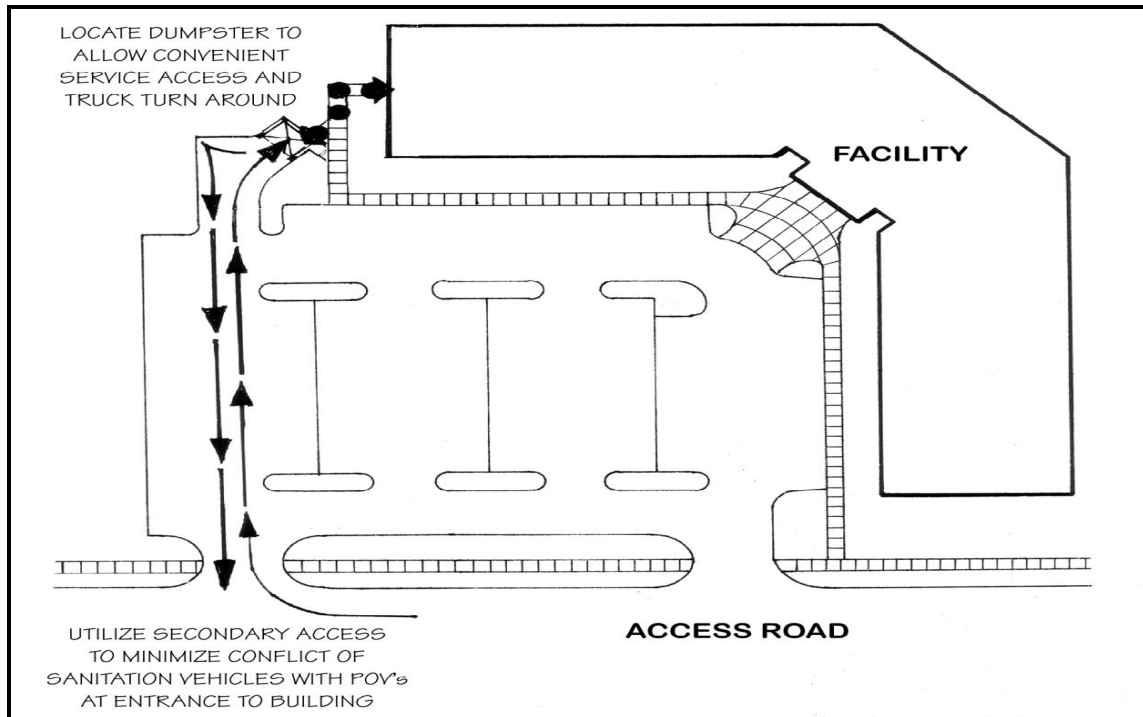 LOCATE DUMPSTER TO
ALLOW CONVENIENT
SERVICE ACCESS AND
TRUCK TURN AROUND
FACILITY
ACCESS ROAD
UTILIZE SECONDARY ACCESS
TO MINIMIZE CONFLICT OF
SANITATION VEHICLES WITH POV's
AT ENTRANCE TO BUILDING